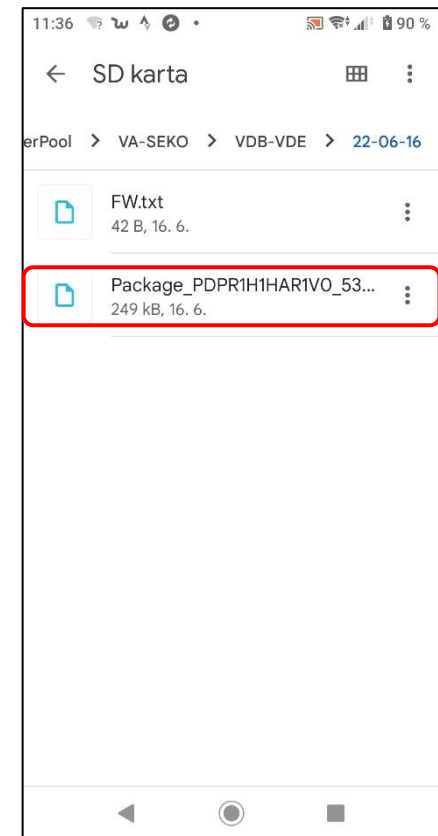 11:36 90 %
SD karta
erPool > VA-SEKO > VDB-VDE > 22-06-16
FW.txt
42 B, 16. 6.
Package_PDPR1H1HAR1V0_53...
249 kB, 16. 6.